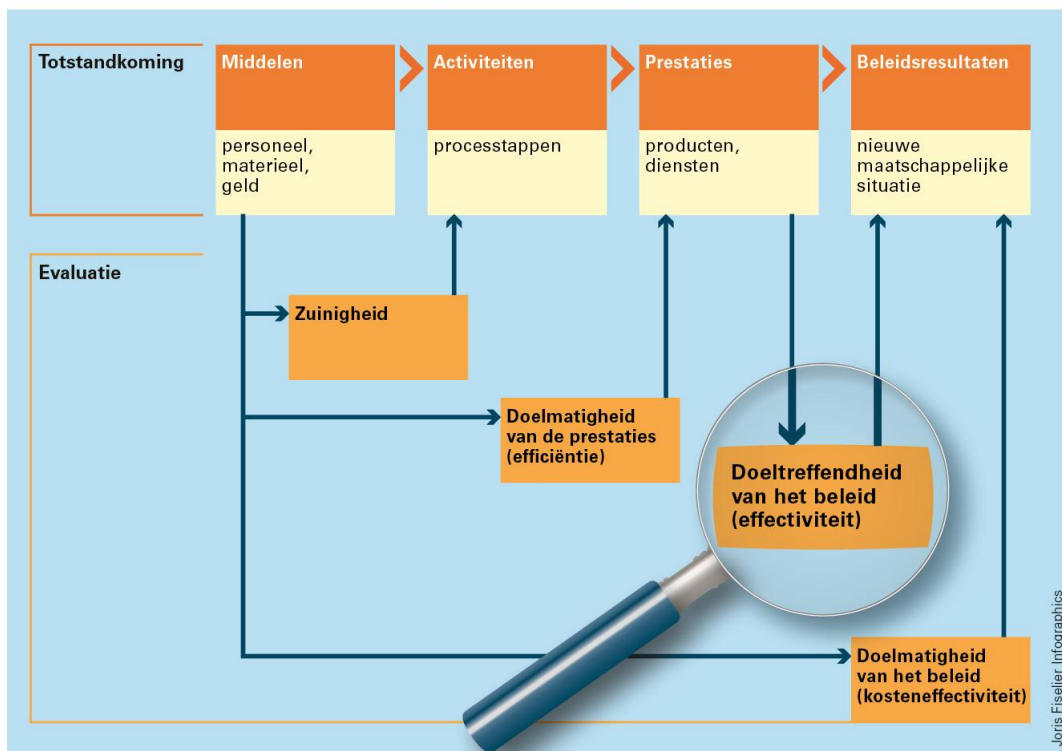 Totstandkoming
Middelen
Activiteiten
Prestaties
Beleidsresultaten
personeel,
materieel,
geld
processtappen
producten,
diensten
nieuwe
maatschappelijke
situatie
Evaluatie
Zuinigheid
Doelmatigheid
van de prestaties
(efficiëntie)
Doeltreffendheid
van het beleid
(effectiviteit)
Doelmatigheid
van het beleid
(kosteneffectiviteit)
Joris Fiselier Infographics